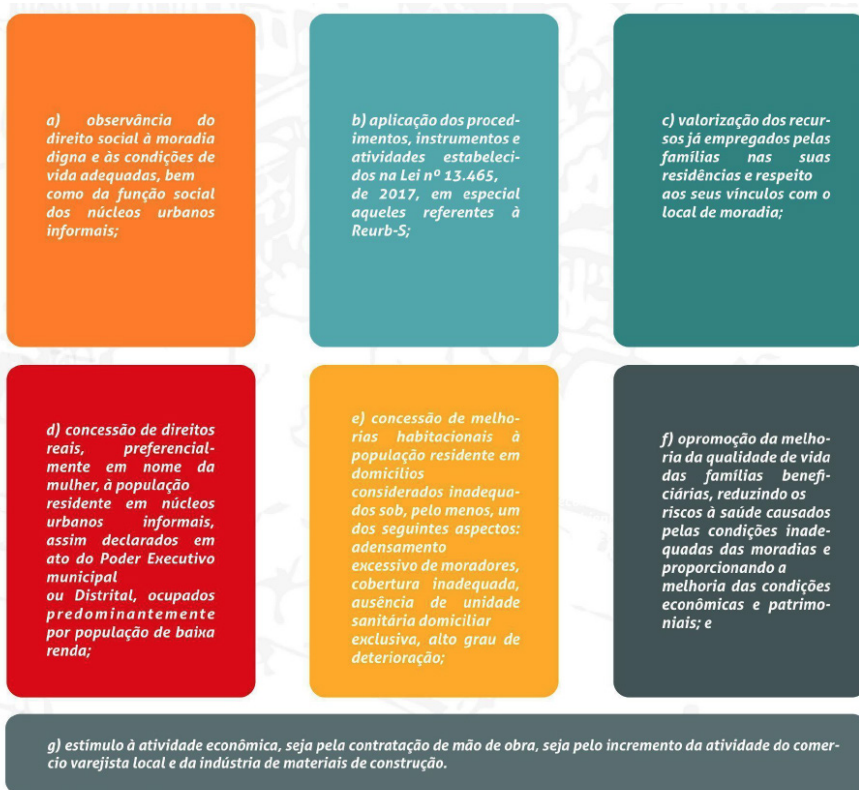 a) observância do
direito social à moradia
digna e às condições de
vida adequadas, bem
como da função social
dos núcleos urbanos
informais;
b) aplicação dos proced-
imentos, instrumentos e
atividades estabeleci-
dos na Lei nº 13.465,
de 2017, em especial
aqueles referentes à
Reurb-S;
c) valorização dos recur-
sos já empregados pelas
famílias nas suas
residências e respeito
aos seus vínculos com o
local de moradia;
d) concessão de direitos
reais, preferencial-
mente em nome da
mulher, à população
residente em núcleos
urbanos informais,
assim declarados em
ato do Poder Executivo
municipal
ou Distrital, ocupados
predominantemente
por população de baixa
renda;
e) concessão de melho-
rias habitacionais à
população residente em
domicílios
considerados inadequa-
dos sob, pelo menos, um
dos seguintes aspectos:
adensamento
excessivo de moradores,
cobertura inadequada,
ausência de unidade
sanitária domiciliar
exclusiva, alto grau de
deterioração;
f) opromoção da melho-
ria da qualidade de vida
das famílias benefi-
ciárias, reduzindo os
riscos à saúde causados
pelas condições inade-
quadas das moradias e
proporcionando a
melhoria das condições
econômicas e patrimo-
niais; e
g) estímulo à atividade econômica, seja pela contratação de mão de obra, seja pelo incremento da atividade do comer-
cio varejista local e da indústria de materiais de construção.